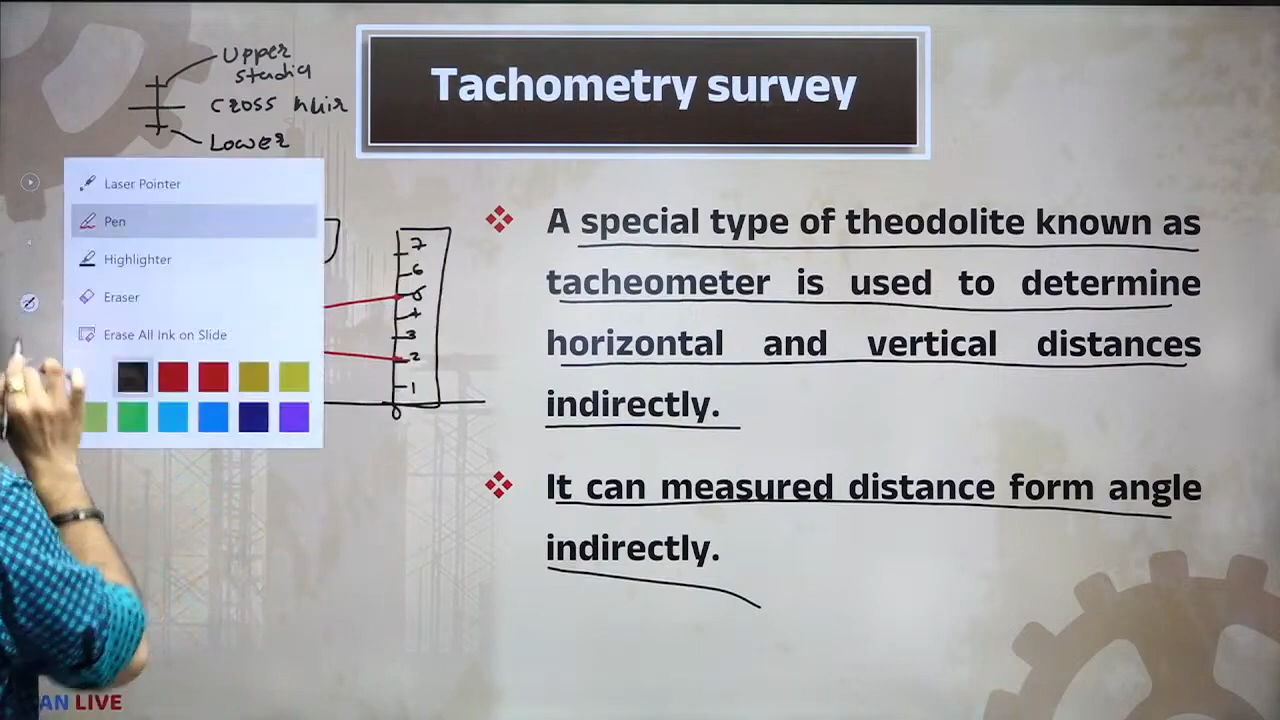 Upper
stadia
cross hair
Lower
Tachometry survey
Laser Pointer
Pen
Highlighter
Eraser
Erase All Ink on Slide
7
6
5
4
3
2
1
0
A special type of theodolite known as
tacheometer is used to determine
horizontal and vertical distances
indirectly.
It can measured distance form angle
indirectly.
AN LIVE